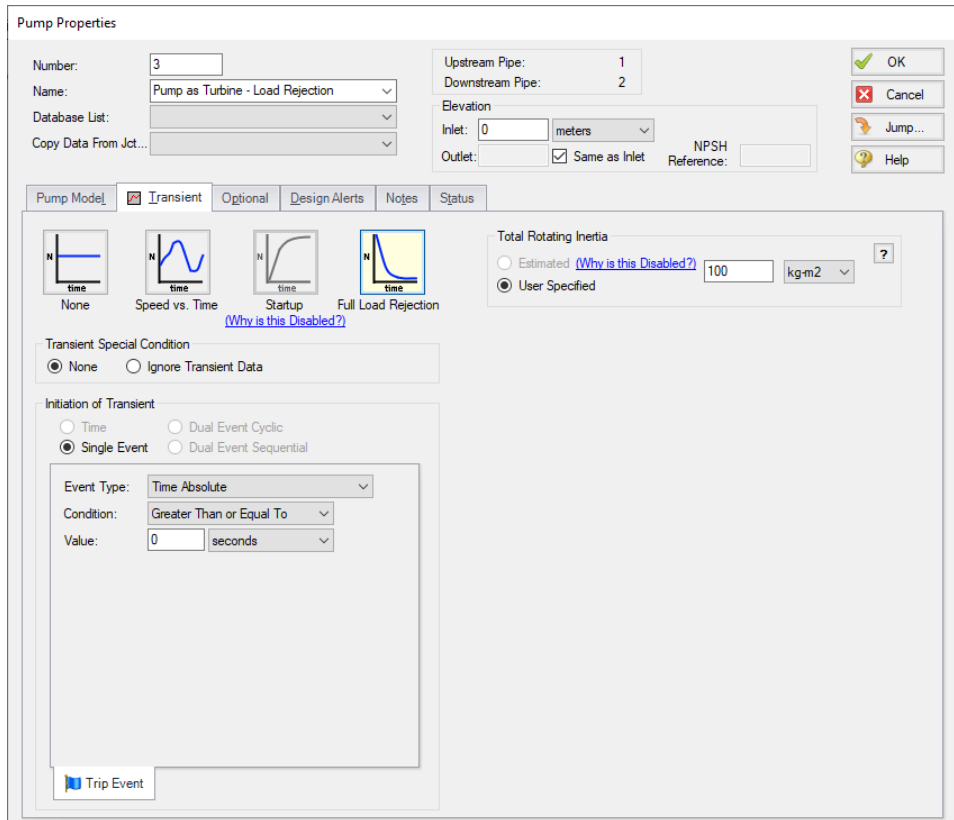 Pump Properties
Number: 3
Name: Pump as Turbine - Load Rejection
Database List:
Copy Data From Jct...
Upstream Pipe: 1
Downstream Pipe: 2
Elevation
Inlet: 0 meters
Outlet: Same as Inlet
NPSH
Reference:
OK
Cancel
Jump...
Help
Pump Model Transient Optional Design Alerts Notes Status
N time N time N time N time
None Speed vs. Time Startup Full Load Rejection
(Why is this Disabled?)
Total Rotating Inertia
Estimated (Why is this Disabled?) 100 kg-m2
User Specified
?
Transient Special Condition
None Ignore Transient Data
Initiation of Transient
Time Dual Event Cyclic
Single Event Dual Event Sequential
Event Type: Time Absolute
Condition: Greater Than or Equal To
Value: 0 seconds
Trip Event